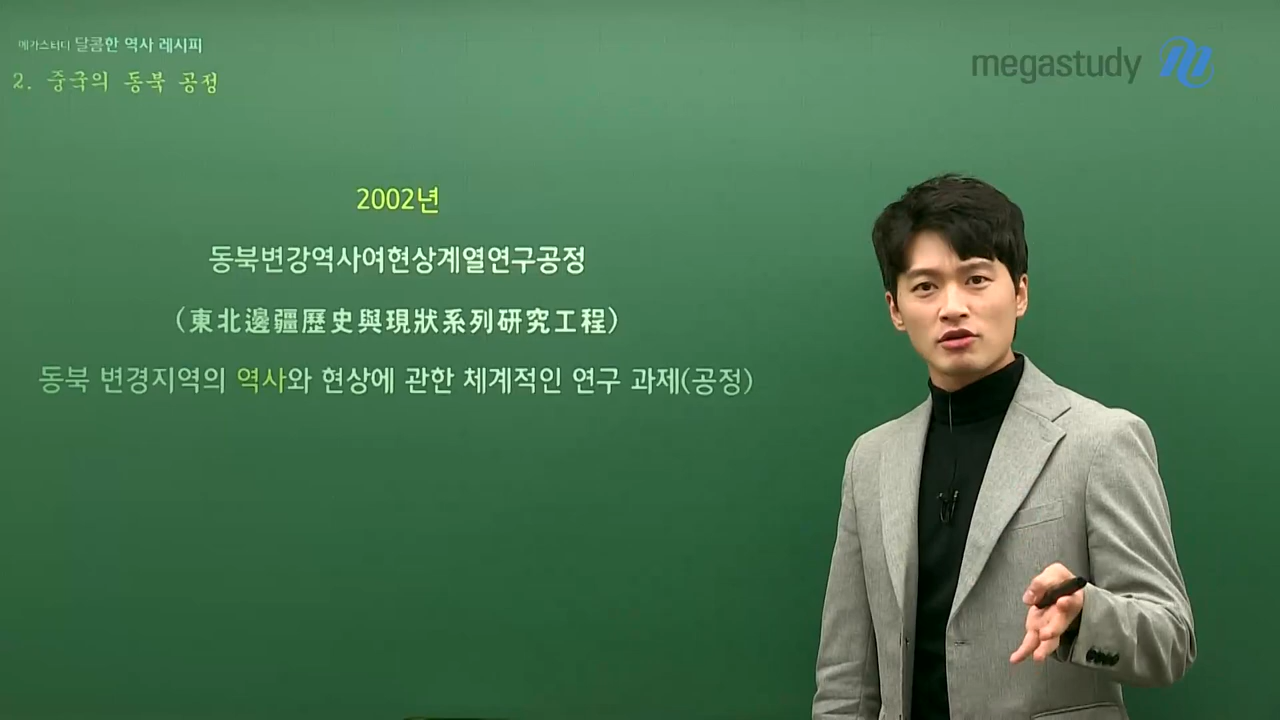 메가스터디 달콤한 역사 레시피
2. 중국의 동북 공정
megastudy
2002년
동북변강역사여현상계열연구공정
(東北邊疆歷史與現狀系列研究工程)
동북 변경지역의 역사와 현상에 관한 체계적인 연구 과제(공정)